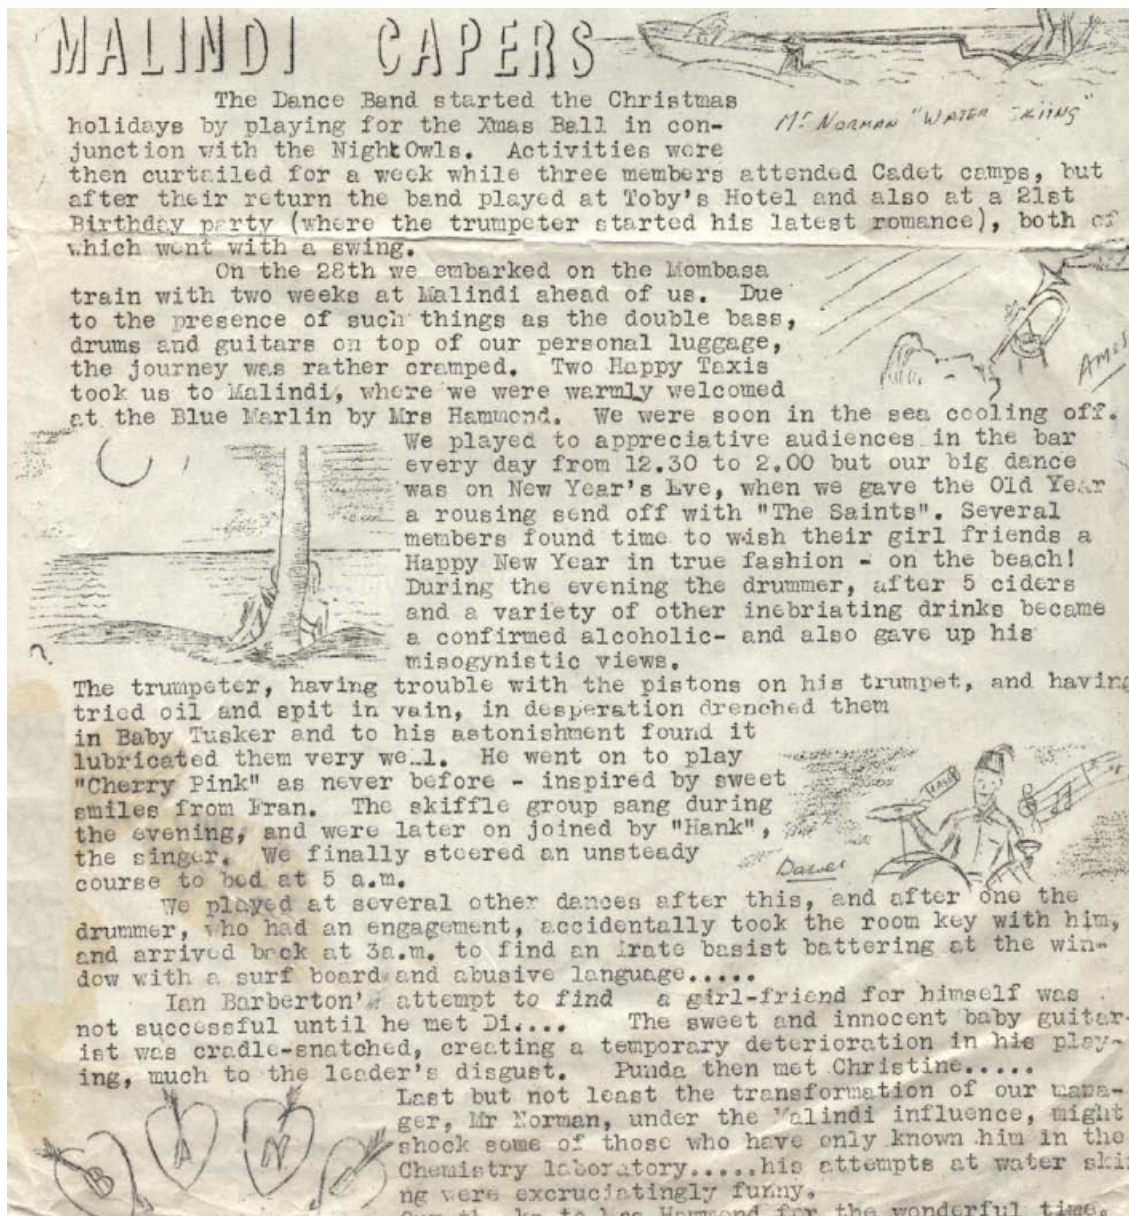 MALINDI CAPERS
Mr NORMAN "WATER SKIING"
The Dance Band started the Christmas
holidays by playing for the Xmas Ball in con-
junction with the NightOwls. Activities were
then curtailed for a week while three members attended Cadet camps, but
after their return the band played at Toby's Hotel and also at a 21st
Birthday party (where the trumpeter started his latest romance), both of
which went with a swing.
On the 28th we embarked on the Mombasa
train with two weeks at Malindi ahead of us. Due
to the presence of such things as the double bass,
drums and guitars on top of our personal luggage,
the journey was rather cramped. Two Happy Taxis
took us to Malindi, where we were warmly welcomed
at the Blue Marlin by Mrs Hammond. We were soon in the sea cooling off.
Ames
We played to appreciative audiences in the bar
every day from 12.30 to 2.00 but our big dance
was on New Year's Eve, when we gave the Old Year
a rousing send off with "The Saints". Several
members found time to wish their girl friends a
Happy New Year in true fashion - on the beach!
During the evening the drummer, after 5 ciders
and a variety of other inebriating drinks became
a confirmed alcoholic- and also gave up his
misogynistic views.
?
The trumpeter, having trouble with the pistons on his trumpet, and having
tried oil and spit in vain, in desperation drenched them
in Baby Tusker and to his astonishment found it
lubricated them very well. He went on to play
"Cherry Pink" as never before - inspired by sweet
smiles from Fran. The skiffle group sang during
the evening, and were later on joined by "Hank",
the singer. We finally steered an unsteady
course to bed at 5 a.m.
We played at several other dances after this, and after one the
drummer, who had an engagement, accidentally took the room key with him,
and arrived back at 3a.m. to find an irate basist battering at the win-
dow with a surf board and abusive language.....
Ian Barberton's attempt to find a girl-friend for himself was
not successful until he met Di.... The sweet and innocent baby guitar-
ist was cradle-snatched, creating a temporary deterioration in his play-
ing, much to the leader's disgust. Punda then met Christine.....
Last but not least the transformation of our mana-
ger, Mr Norman, under the Malindi influence, might
shock some of those who have only known him in the
Chemistry laboratory.....his attempts at water skii
ng were excruciatingly funny.
B A N D
Our thanks to Mrs Hammond for the wonderful time.